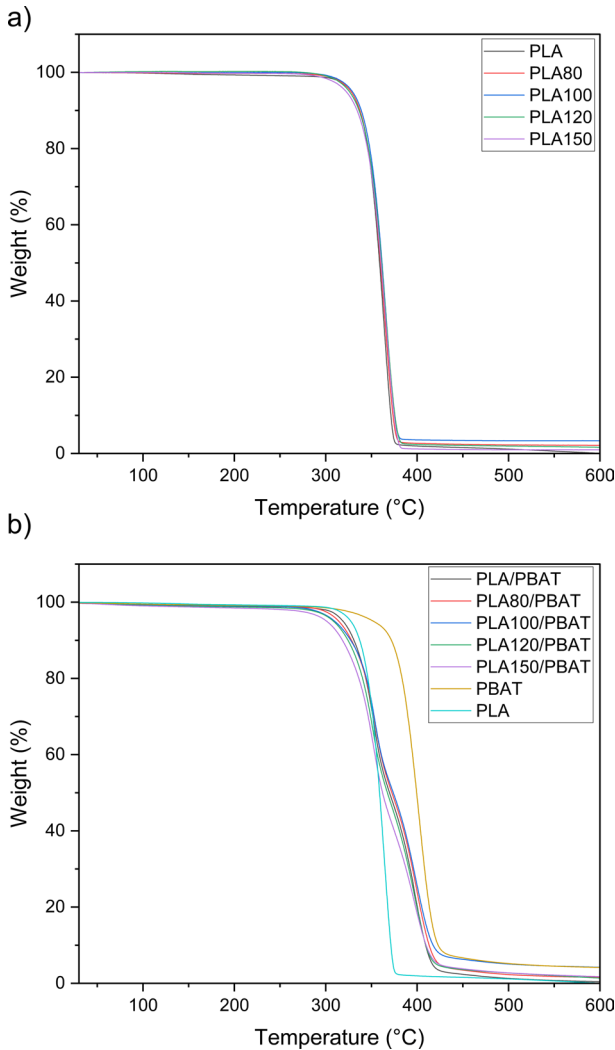 a)
PLA
PLA80
PLA100
PLA120
PLA150
100
80
60
40
20
0
Weight (%)
100 200 300 400 500 600
Temperature (°C)
b)
PLA/PBAT
PLA80/PBAT
PLA100/PBAT
PLA120/PBAT
PLA150/PBAT
PBAT
PLA
100
80
60
40
20
0
Weight (%)
100 200 300 400 500 600
Temperature (°C)